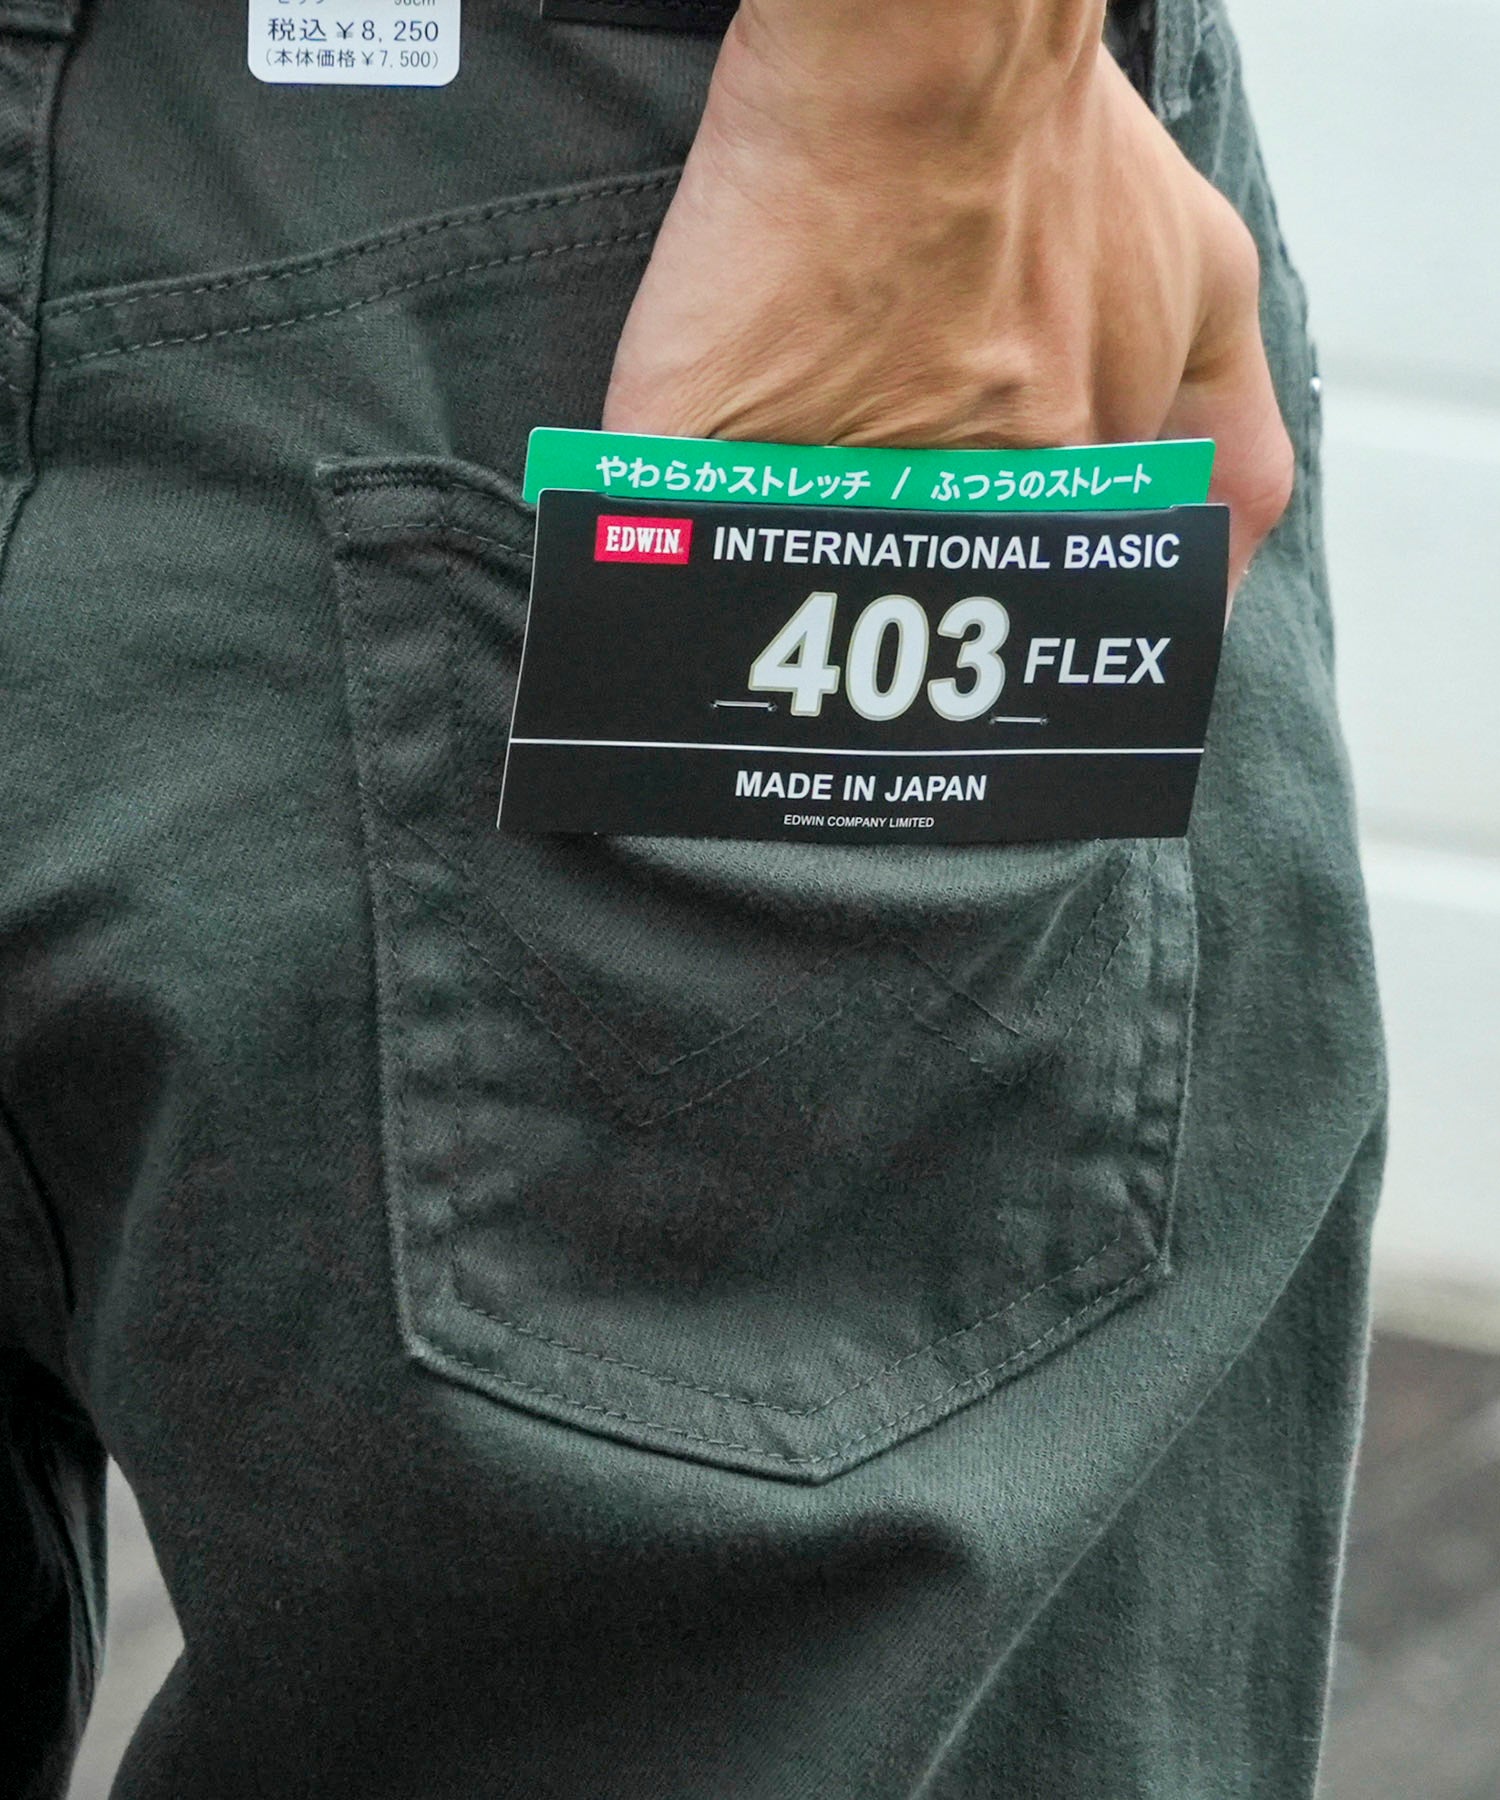 税込￥8,250
(本体価格￥7,500)
やわらかストレッチ / ふつうのストレート
EDWIN INTERNATIONAL BASIC
403 FLEX
MADE IN JAPAN
EDWIN COMPANY LIMITED